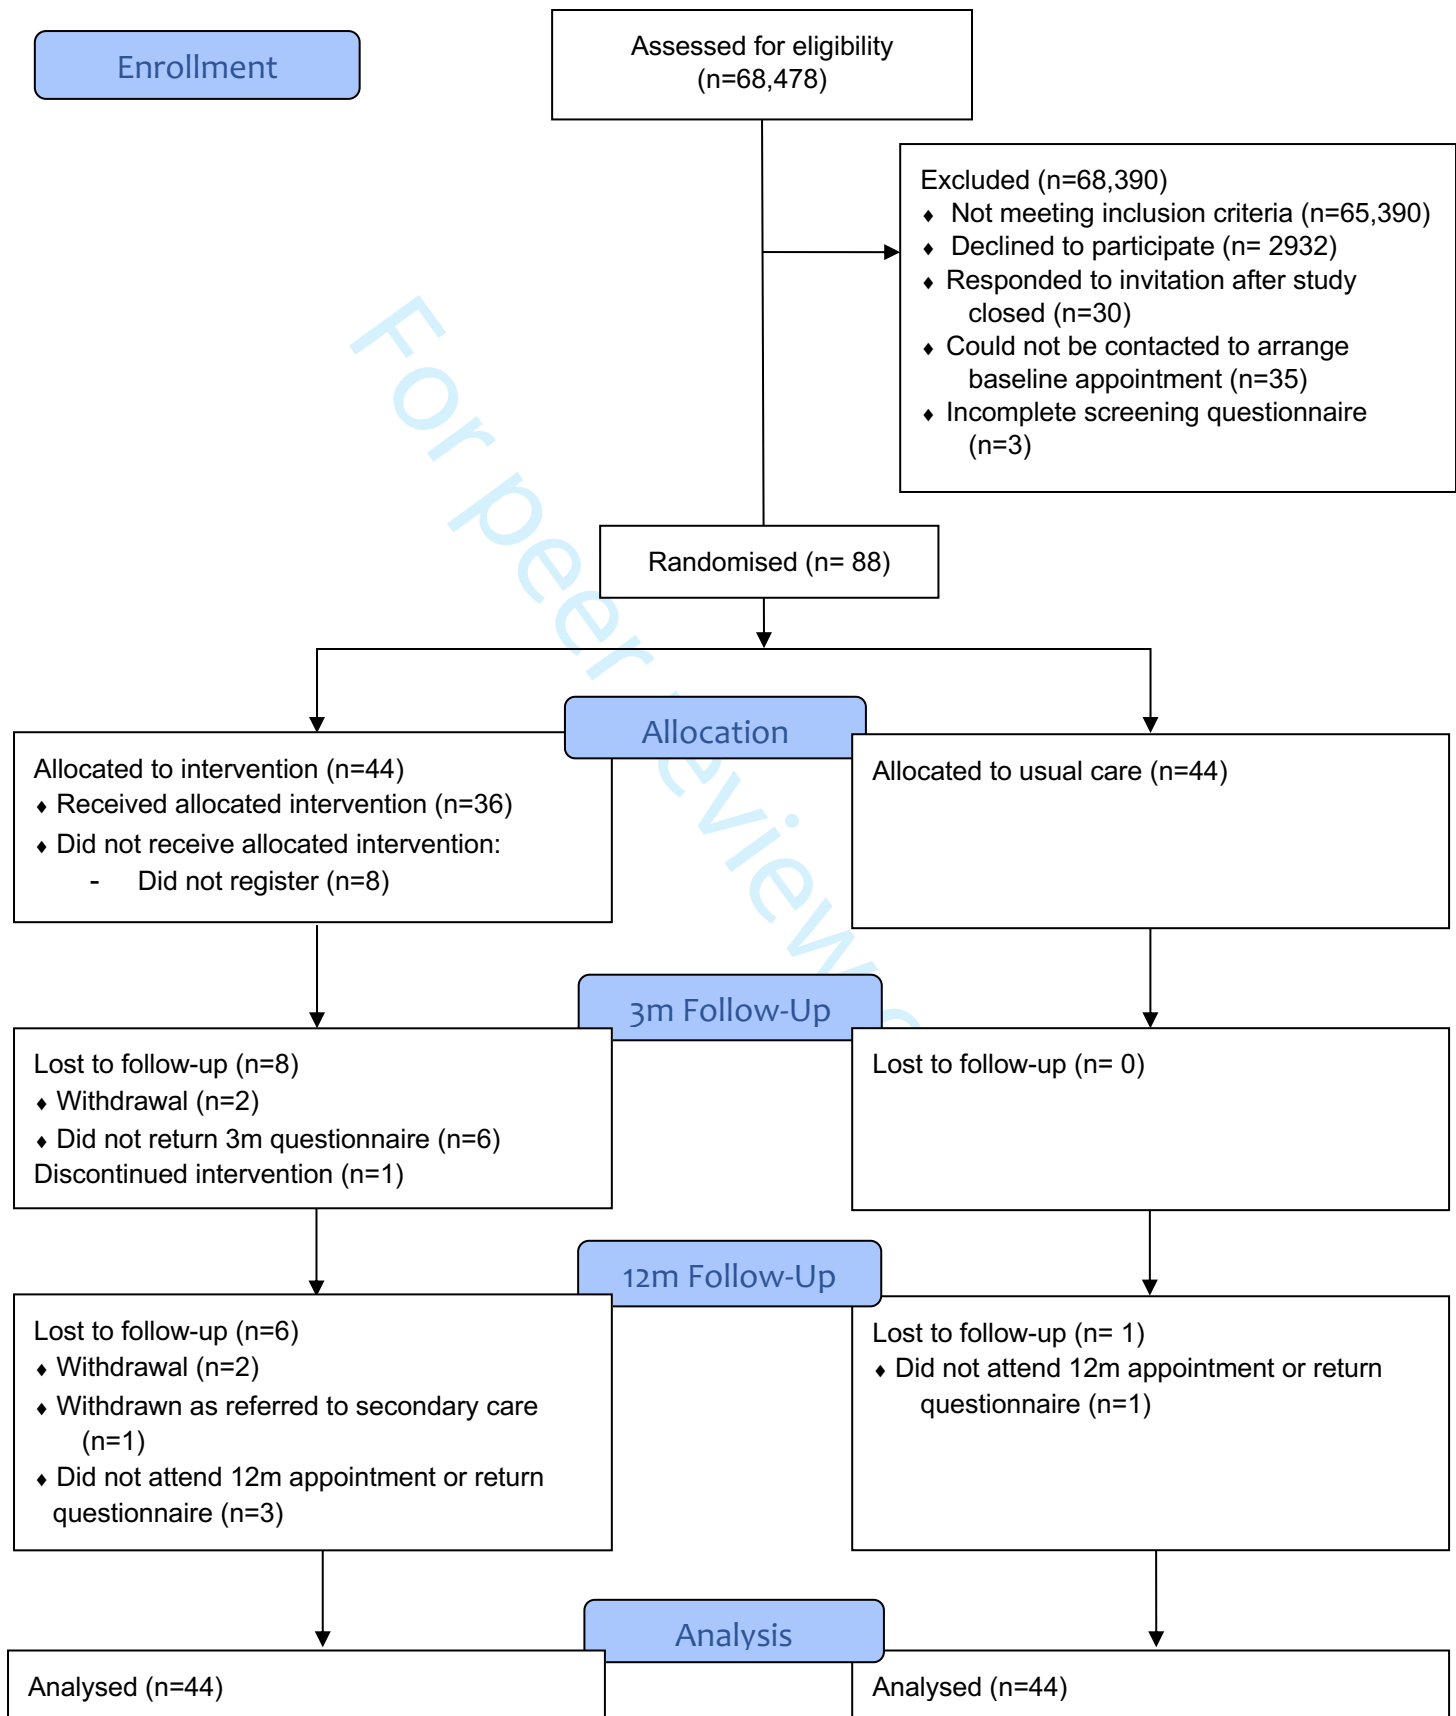 Enrollment
Assessed for eligibility
(n=68,478)
Excluded (n=68,390)
♦ Not meeting inclusion criteria (n=65,390)
♦ Declined to participate (n= 2932)
♦ Responded to invitation after study
closed (n=30)
♦ Could not be contacted to arrange
baseline appointment (n=35)
♦ Incomplete screening questionnaire
(n=3)
For peer review o
Randomised (n= 88)
Allocation
Allocated to intervention (n=44)
♦ Received allocated intervention (n=36)
♦ Did not receive allocated intervention:
- Did not register (n=8)
Allocated to usual care (n=44)
3m Follow-Up
Lost to follow-up (n=8)
♦ Withdrawal (n=2)
♦ Did not return 3m questionnaire (n=6)
Discontinued intervention (n=1)
Lost to follow-up (n= 0)
12m Follow-Up
Lost to follow-up (n=6)
♦ Withdrawal (n=2)
♦ Withdrawn as referred to secondary care
(n=1)
♦ Did not attend 12m appointment or return
questionnaire (n=3)
Lost to follow-up (n= 1)
♦ Did not attend 12m appointment or return
questionnaire (n=1)
Analysis
Analysed (n=44)
Analysed (n=44)